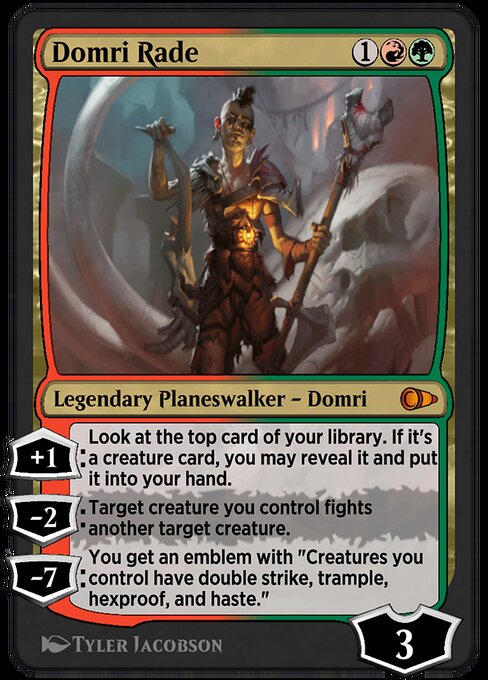 Domri Rade 1
Legendary Planeswalker – Domri
+1
Look at the top card of your library. If it's
a creature card, you may reveal it and put
it into your hand.
-2
Target creature you control fights
another target creature.
-7
You get an emblem with "Creatures you
control have double strike, trample,
hexproof, and haste."
Tyler Jacobson
3